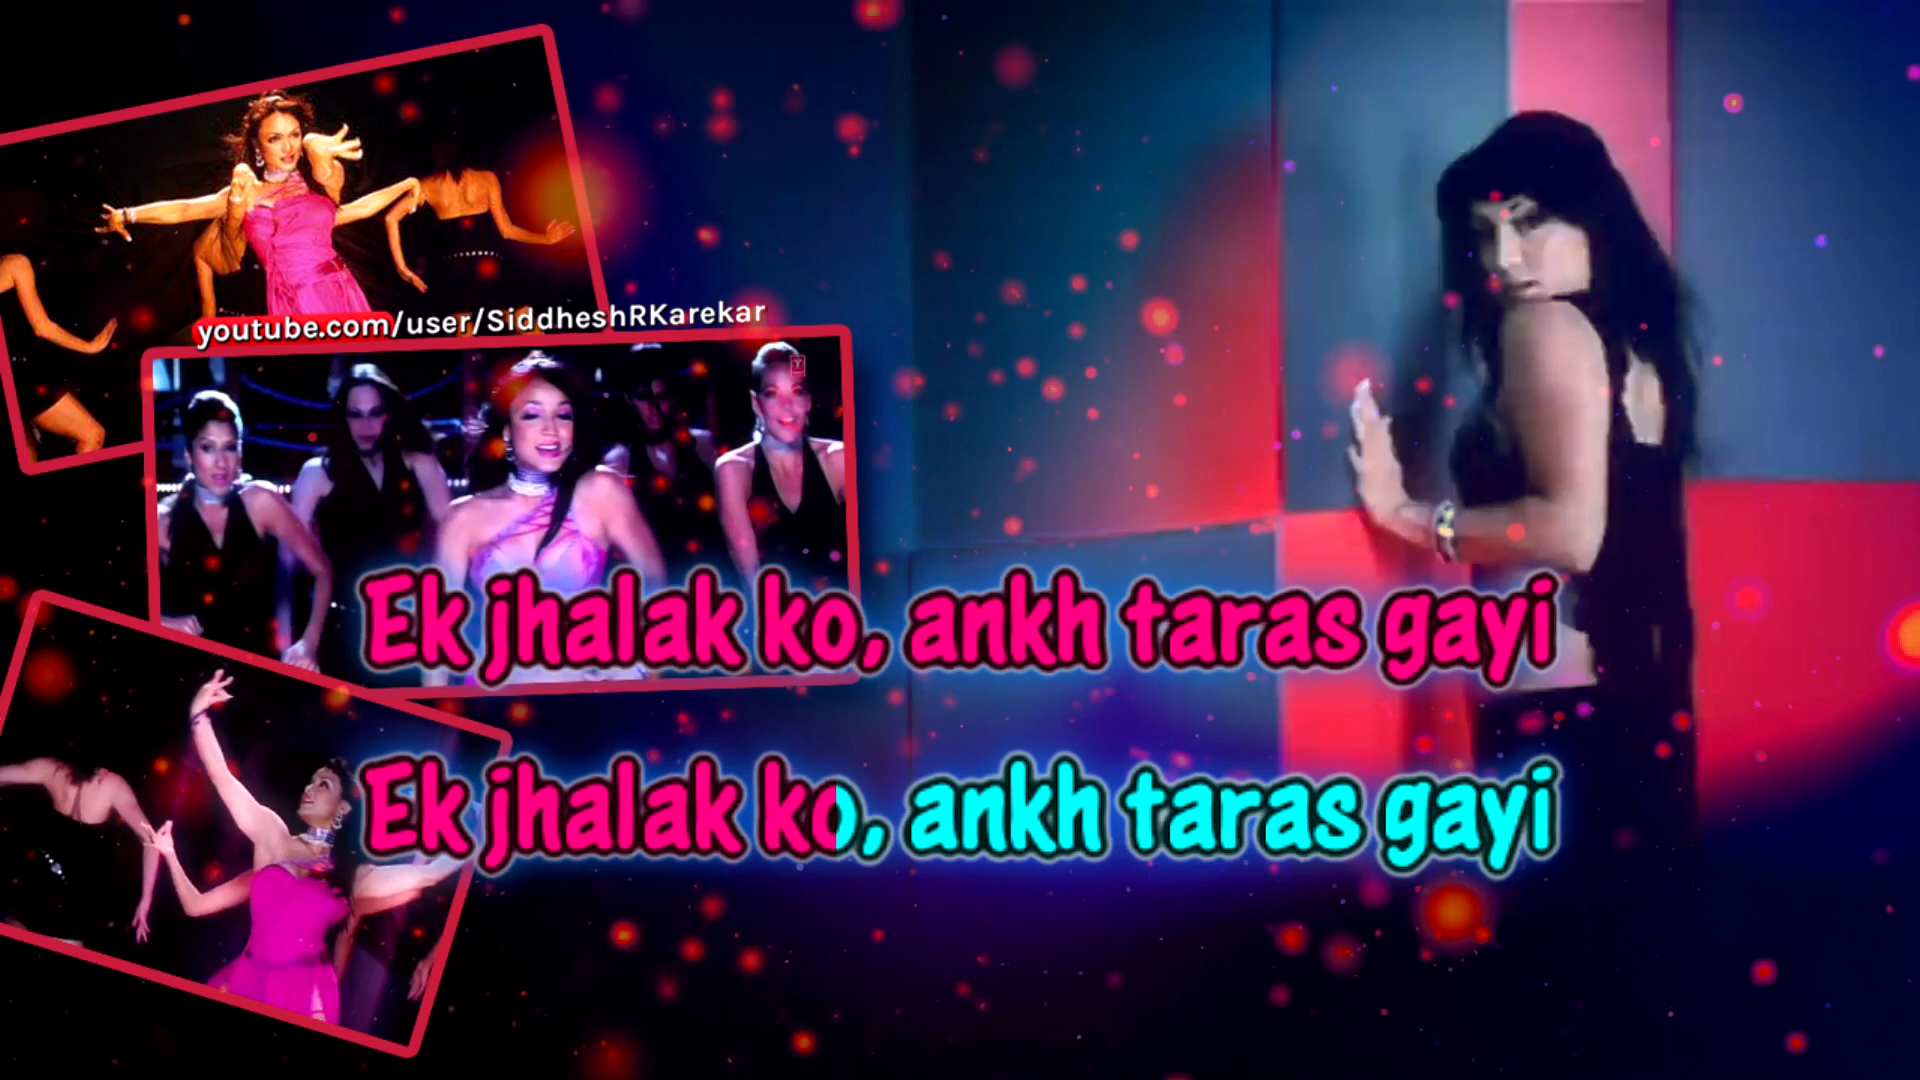 youtube.com/user/SiddheshRKarekar
Ek jhalak ko, ankh taras gayi
Ek jhalak ko, ankh taras gayi